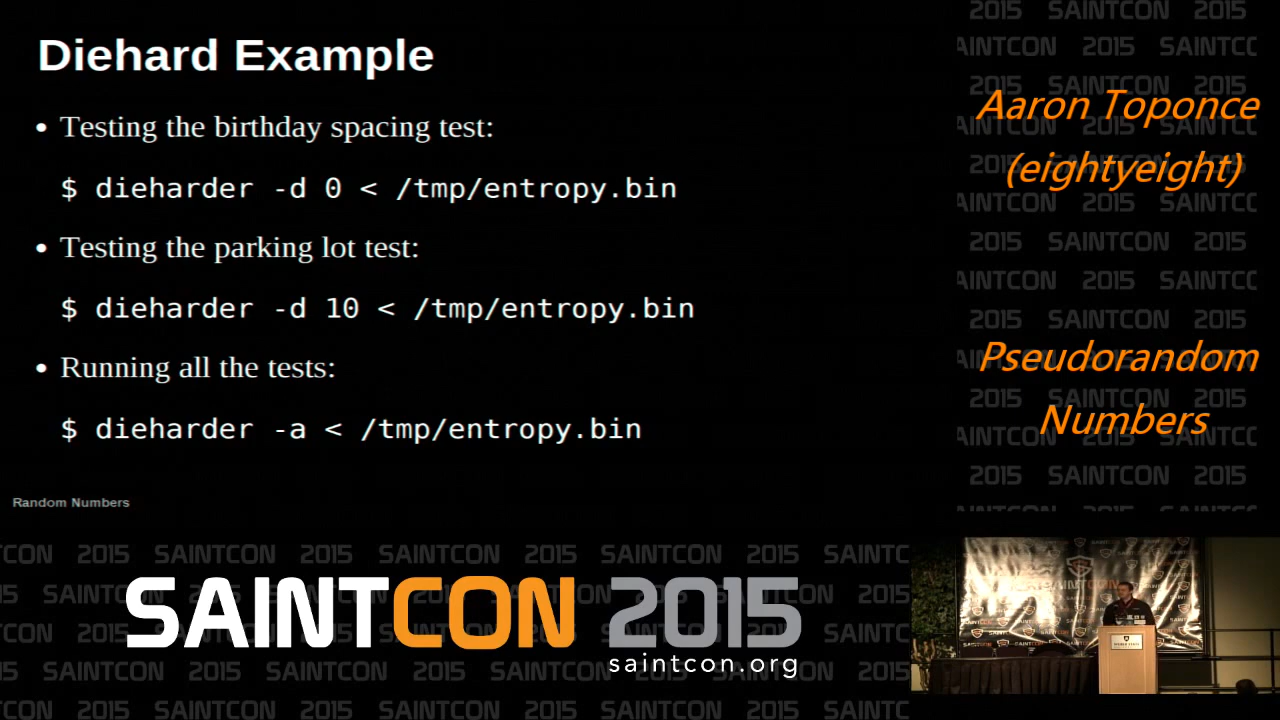 Diehard Example
• Testing the birthday spacing test:
$ dieharder -d 0 < /tmp/entropy.bin
• Testing the parking lot test:
$ dieharder -d 10 < /tmp/entropy.bin
• Running all the tests:
$ dieharder -a < /tmp/entropy.bin
Random Numbers
Aaron Toponce
(eightyeight)
Pseudorandom
Numbers
SAINTCON 2015
saintcon.org